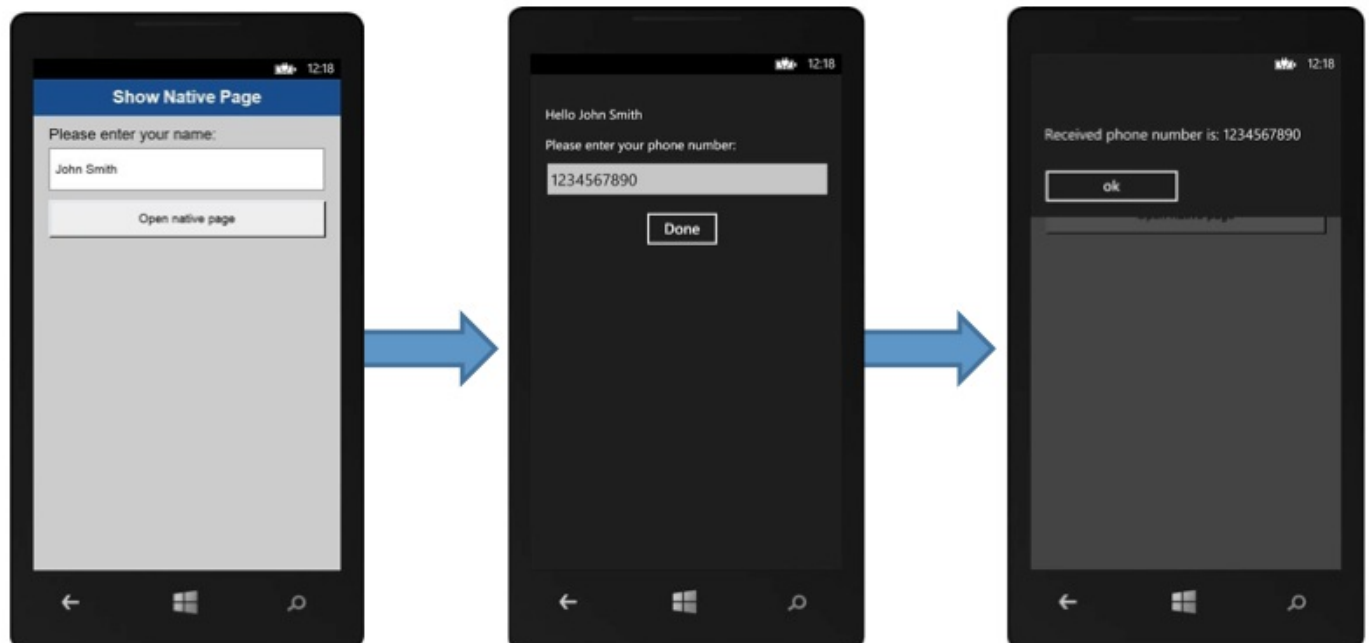 12:18
Show Native Page
Please enter your name:
John Smith
Open native page
12:18
Hello John Smith
Please enter your phone number:
1234567890
Done
12:18
Received phone number is: 1234567890
ok